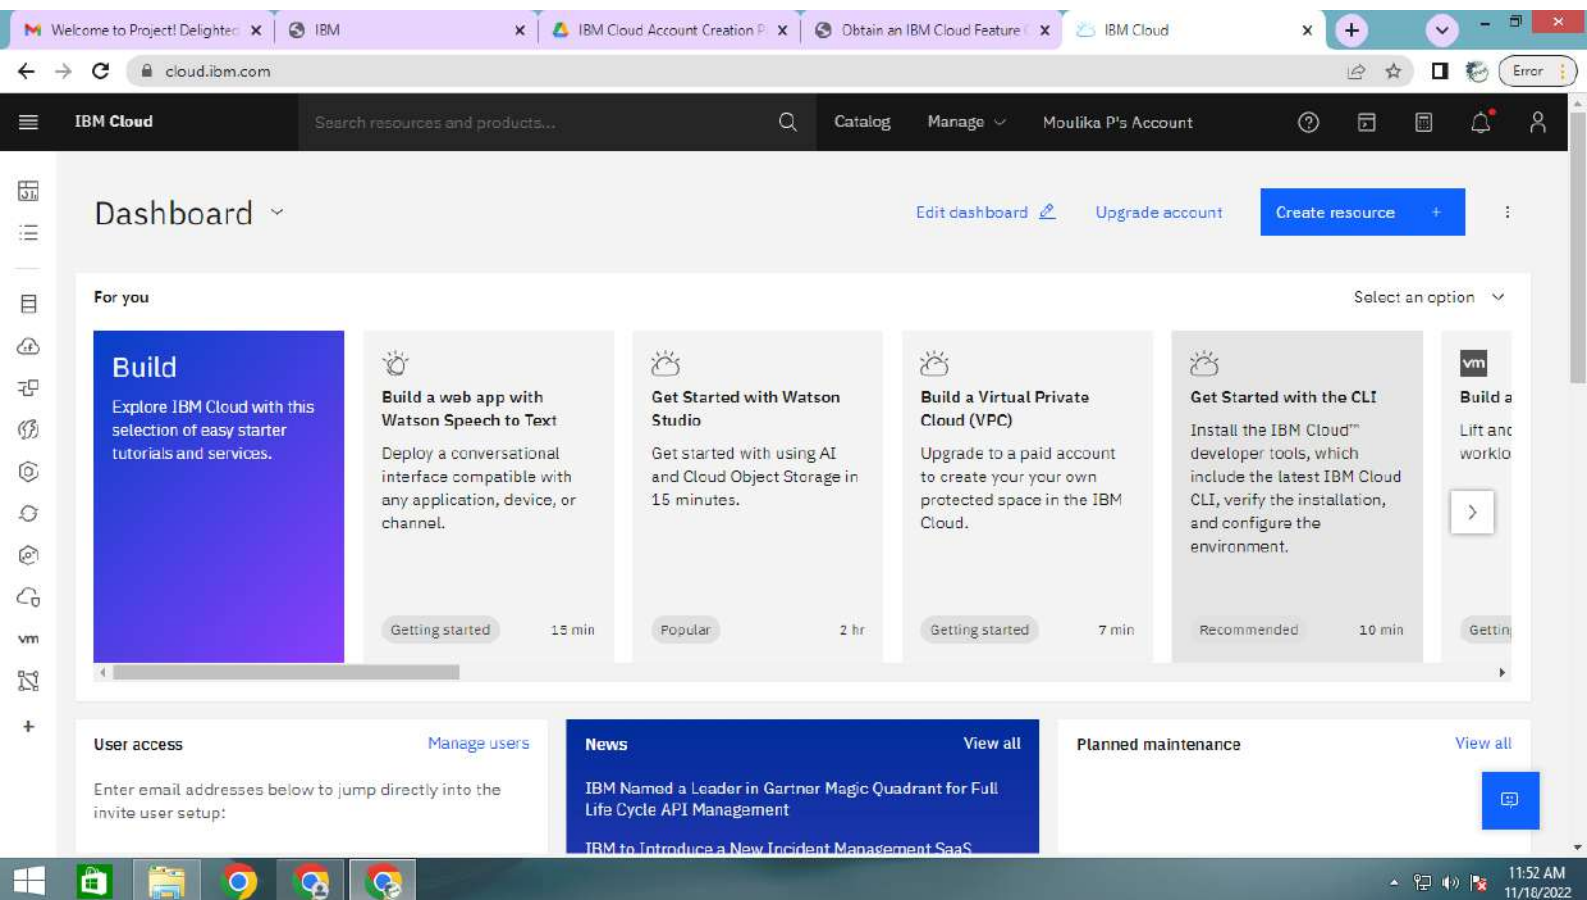 Welcome to Project! Delighted
IBM
IBM Cloud Account Creation P
Obtain an IBM Cloud Feature C
IBM Cloud
cloud.ibm.com
Error
IBM Cloud
Search resources and products...
Catalog
Manage
Moulika P's Account
Dashboard
Edit dashboard
Upgrade account
Create resource +
For you
Select an option
Build
Explore IBM Cloud with this
selection of easy starter
tutorials and services.
Build a web app with
Watson Speech to Text
Deploy a conversational
interface compatible with
any application, device, or
channel.
Getting started
15 min
Get Started with Watson
Studio
Get started with using AI
and Cloud Object Storage in
15 minutes.
Popular
2 hr
Build a Virtual Private
Cloud (VPC)
Upgrade to a paid account
to create your your own
protected space in the IBM
Cloud.
Getting started
7 min
Get Started with the CLI
Install the IBM Cloud™
developer tools, which
include the latest IBM Cloud
CLI, verify the installation,
and configure the
environment.
Recommended
10 min
vm
Build a
Lift and
worklo
Gettin
vm
User access
Manage users
Enter email addresses below to jump directly into the
invite user setup:
News
View all
IBM Named a Leader in Gartner Magic Quadrant for Full
Life Cycle API Management
IBM to Introduce a New Incident Management SaaS
Planned maintenance
View all
11:52 AM
11/18/2022